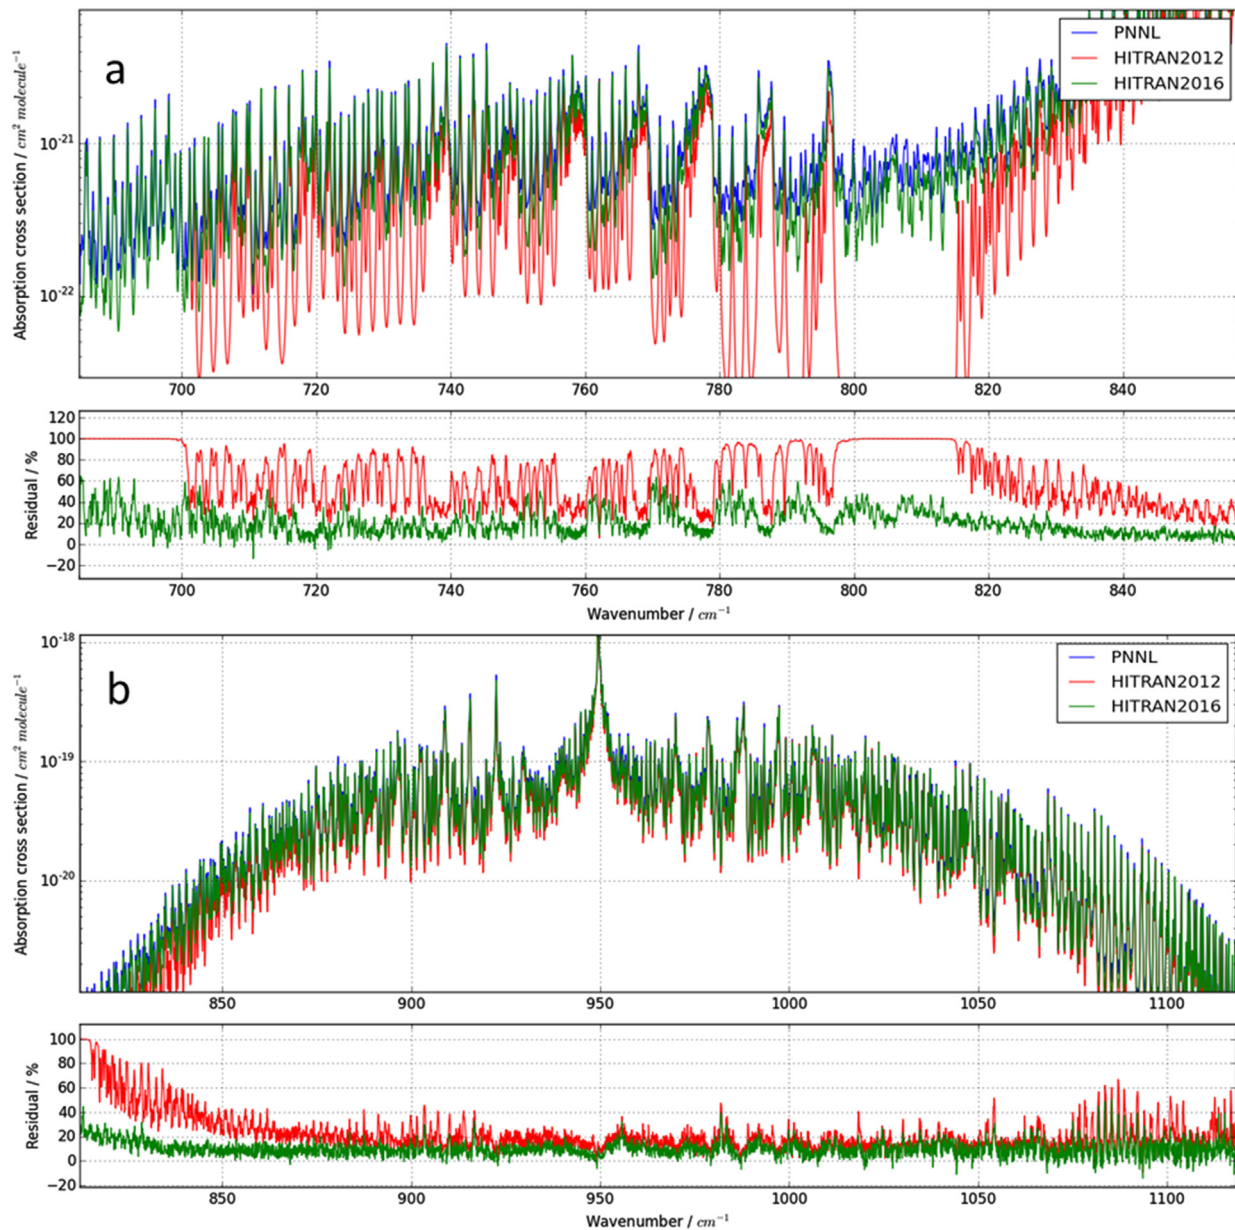 a
PNNL
HITRAN2012
HITRAN2016
Absorption cross section / cm² molecule⁻¹
10⁻²¹
10⁻²²
700 720 740 760 780 800 820 840
Residual / %
120
100
80
60
40
20
0
−20
700 720 740 760 780 800 820 840
Wavenumber / cm⁻¹
b
PNNL
HITRAN2012
HITRAN2016
Absorption cross section / cm² molecule⁻¹
10⁻¹⁸
10⁻¹⁹
10⁻²⁰
850 900 950 1000 1050 1100
Residual / %
100
80
60
40
20
0
−20
850 900 950 1000 1050 1100
Wavenumber / cm⁻¹